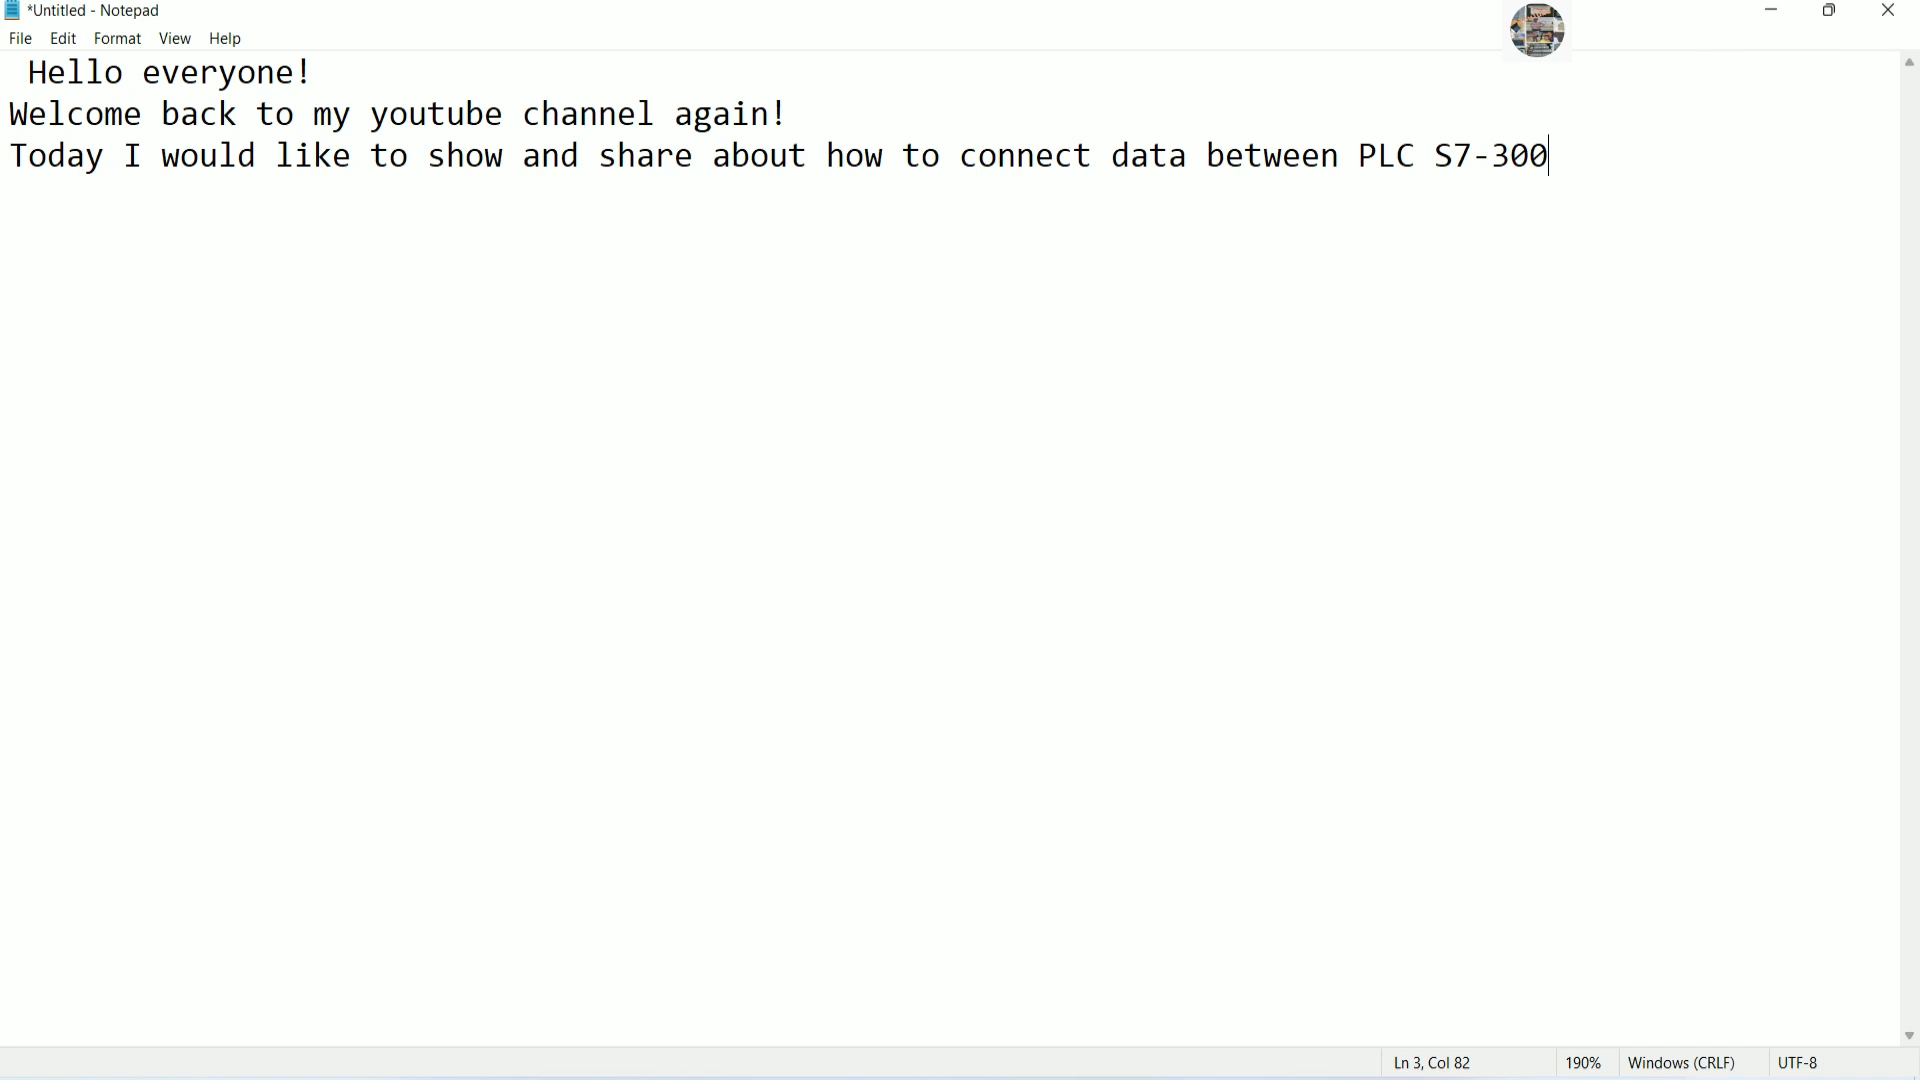 *Untitled - Notepad
File Edit Format View Help
Hello everyone!
Welcome back to my youtube channel again!
Today I would like to show and share about how to connect data between PLC S7-300
Ln 3, Col 82 190% Windows (CRLF) UTF-8